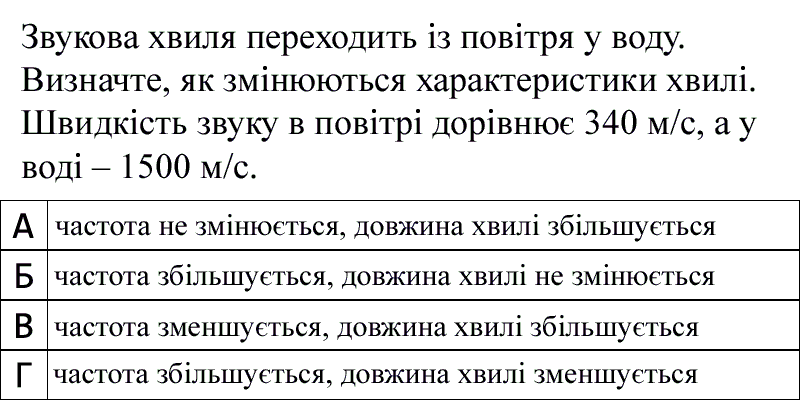 Звукова хвиля переходить із повітря у воду.
Визначте, як змінюються характеристики хвилі.
Швидкість звуку в повітрі дорівнює 340 м/с, а у
воді – 1500 м/с.
А частота не змінюється, довжина хвилі збільшується
Б частота збільшується, довжина хвилі не змінюється
В частота зменшується, довжина хвилі збільшується
Г частота збільшується, довжина хвилі зменшується